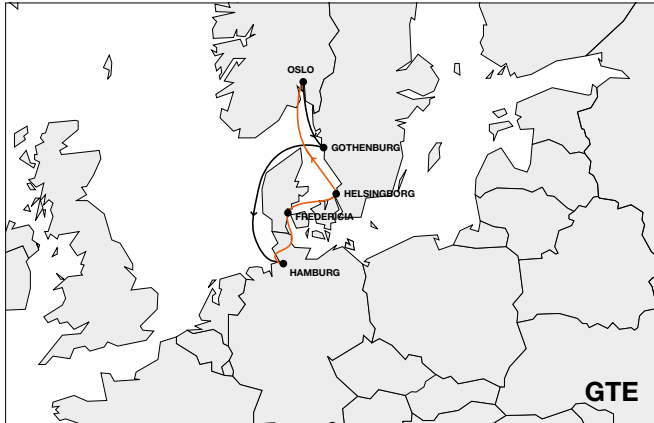 OSLO
GOTHENBURG
HELSINGBORG
FREDERICIA
HAMBURG
GTE